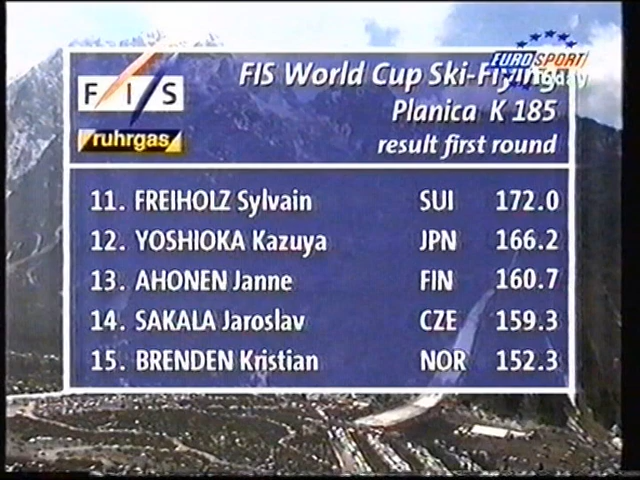 EUROSPORT
FIS World Cup Ski-Flying
today
FIS
Planica K 185
ruhrgas
result first round
11. FREIHOLZ Sylvain SUI 172.0
12. YOSHIOKA Kazuya JPN 166.2
13. AHONEN Janne FIN 160.7
14. SAKALA Jaroslav CZE 159.3
15. BRENDEN Kristian NOR 152.3